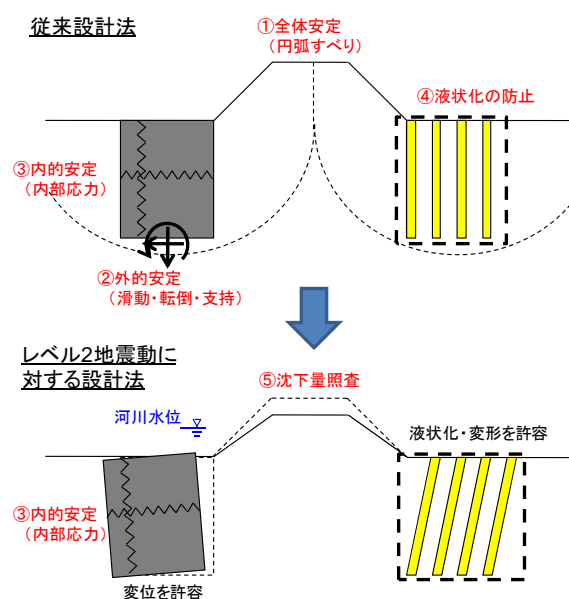 従来設計法
①全体安定
（円弧すべり）
④液状化の防止
③内的安定
（内部応力）
②外的安定
（滑動・転倒・支持）
レベル2地震動に
対する設計法
⑤沈下量照査
河川水位
液状化・変形を許容
③内的安定
（内部応力）
変位を許容